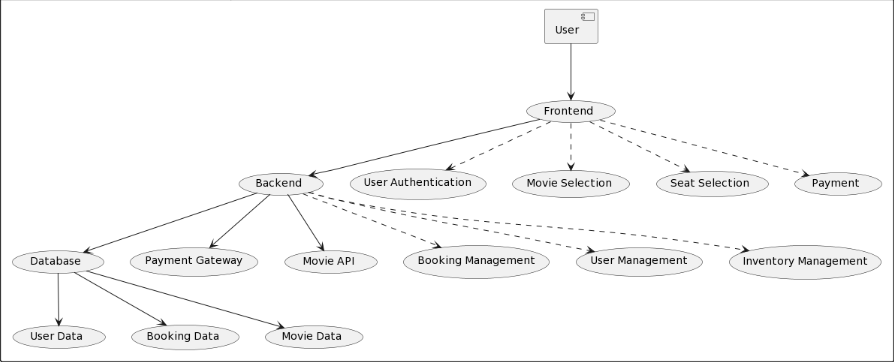 User
Frontend
Backend
User Authentication
Movie Selection
Seat Selection
Payment
Database
Payment Gateway
Movie API
Booking Management
User Management
Inventory Management
User Data
Booking Data
Movie Data